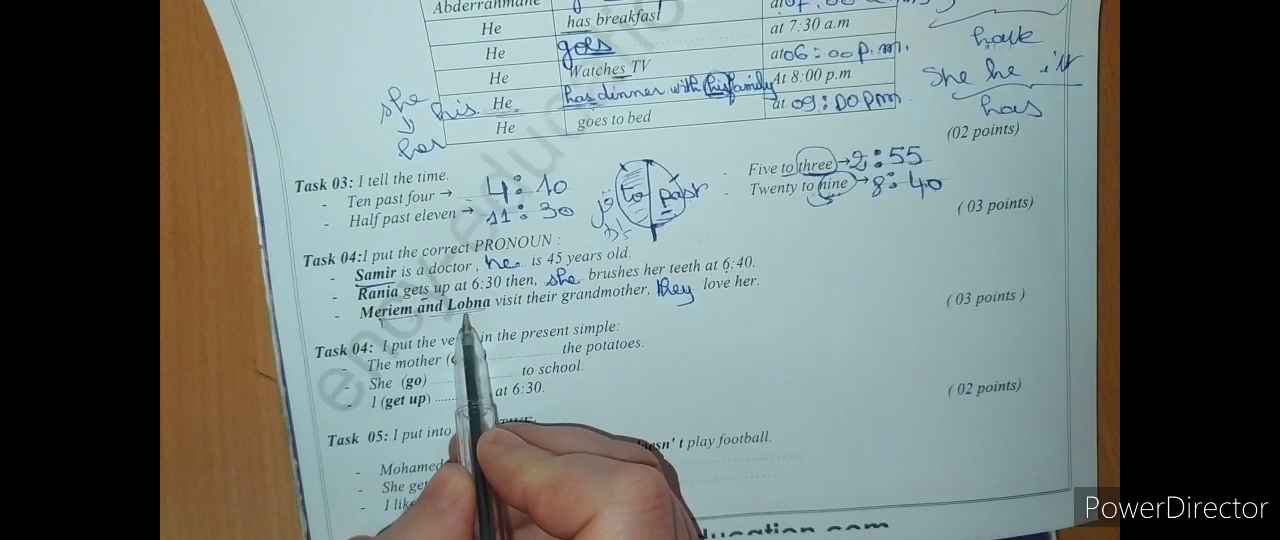 Abderrahmane
He has breakfast at 7:30 a.m
He goes at 06:00 p.m.
He Watches TV At 8:00 p.m
He has dinner with his family at 09:00 pm
He goes to bed
she his
her
have
She he it
has
(02 points)
Task 03: I tell the time.
- Ten past four → 4:10
- Half past eleven → 11:30
to past
- Five to three → 2:55
- Twenty to nine → 8:40
( 03 points)
Task 04: I put the correct PRONOUN :
- Samir is a doctor , he is 45 years old.
- Rania gets up at 6:30 then, she brushes her teeth at 6:40.
- Meriem and Lobna visit their grandmother, they love her.
( 03 points )
Task 04: I put the in the present simple:
- The mother ( the potatoes.
- She (go) to school.
- I (get up) at 6:30.
( 02 points)
Task 05: I put into
- Mohamed doesn't play football.
- She
- I like
PowerDirector